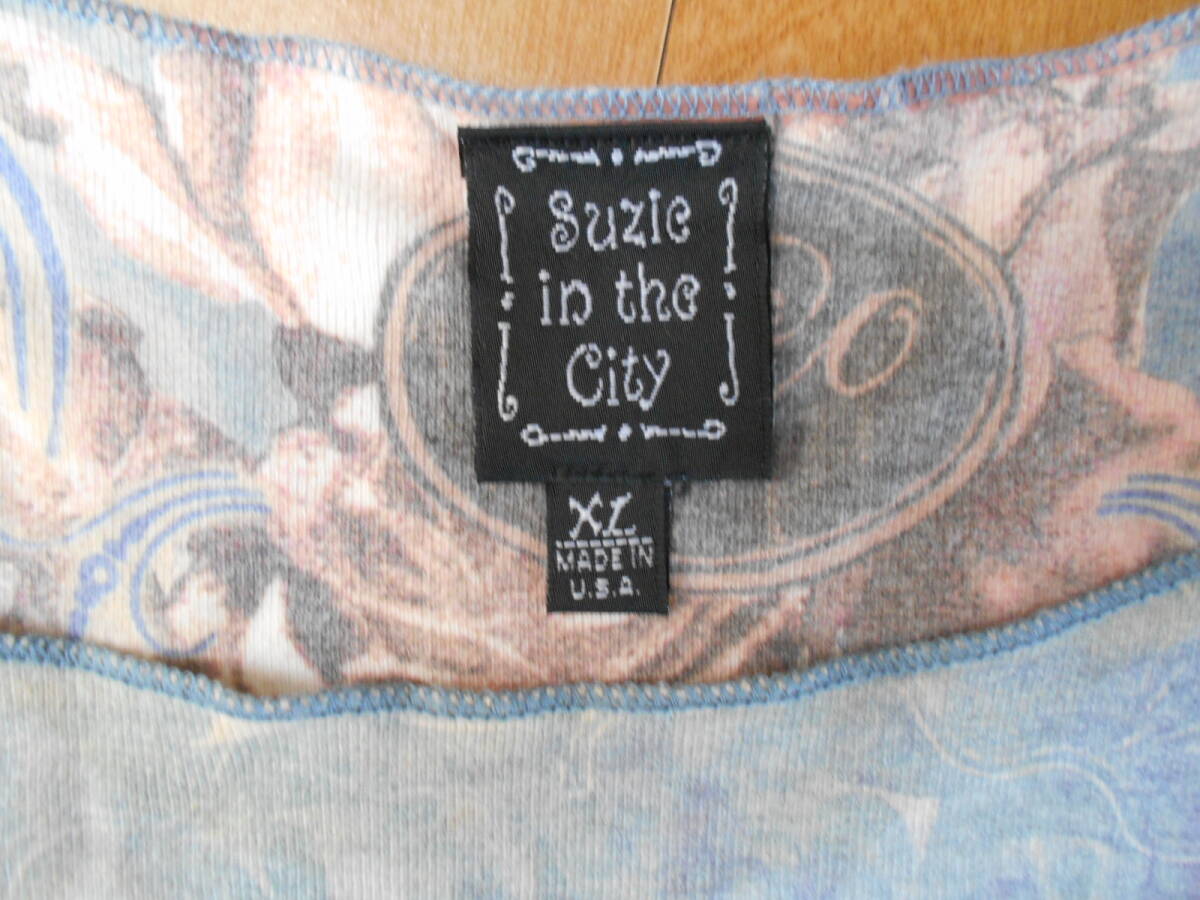 Suzie
in the
City
XL
MADE IN
U.S.A.